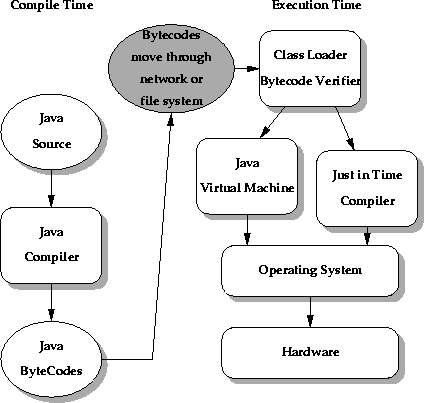 Compile Time
Execution Time
Bytecodes
move through
network or
file system
Class Loader
Bytecode Verifier
Java
Source
Java
Virtual Machine
Just in Time
Compiler
Java
Compiler
Operating System
Java
ByteCodes
Hardware